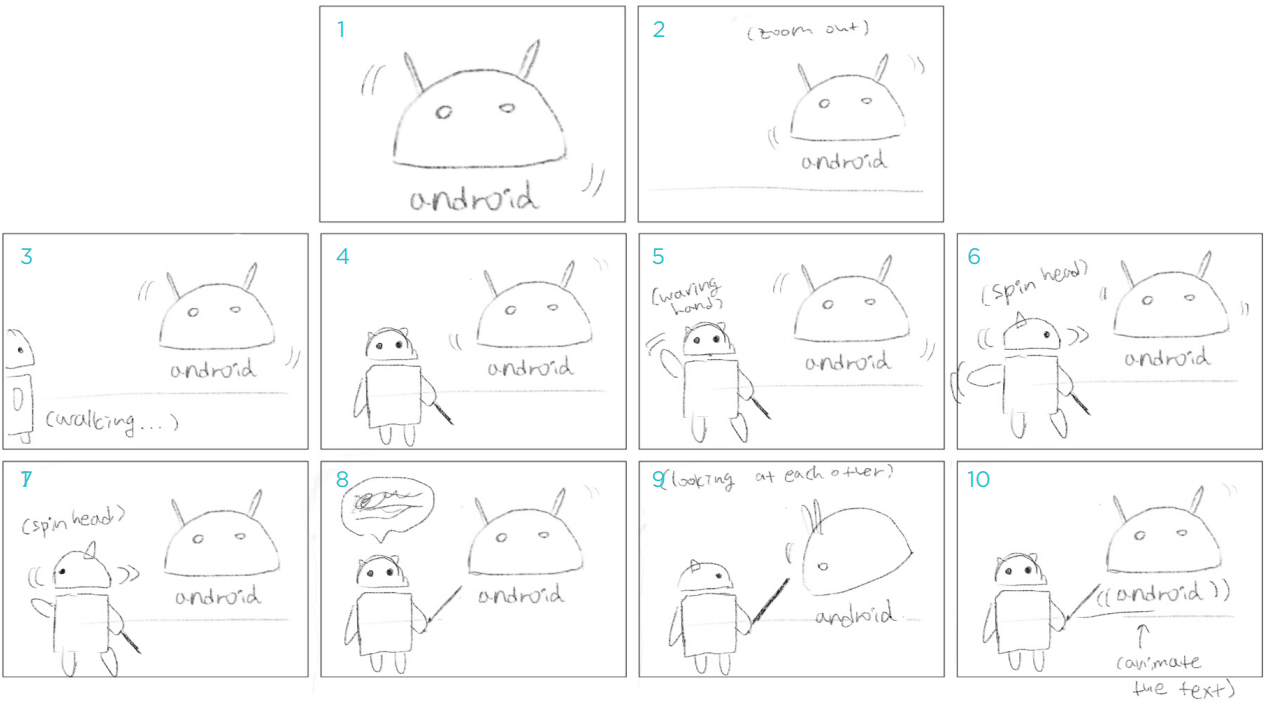 1
android
2
(zoom out)
android
3
android
(walking...)
4
android
5
(waving
hand)
android
6
(spin head)
android
7
(spin head)
android
8
android
9
(looking at each other)
android
10
((android))
(animate
the text)